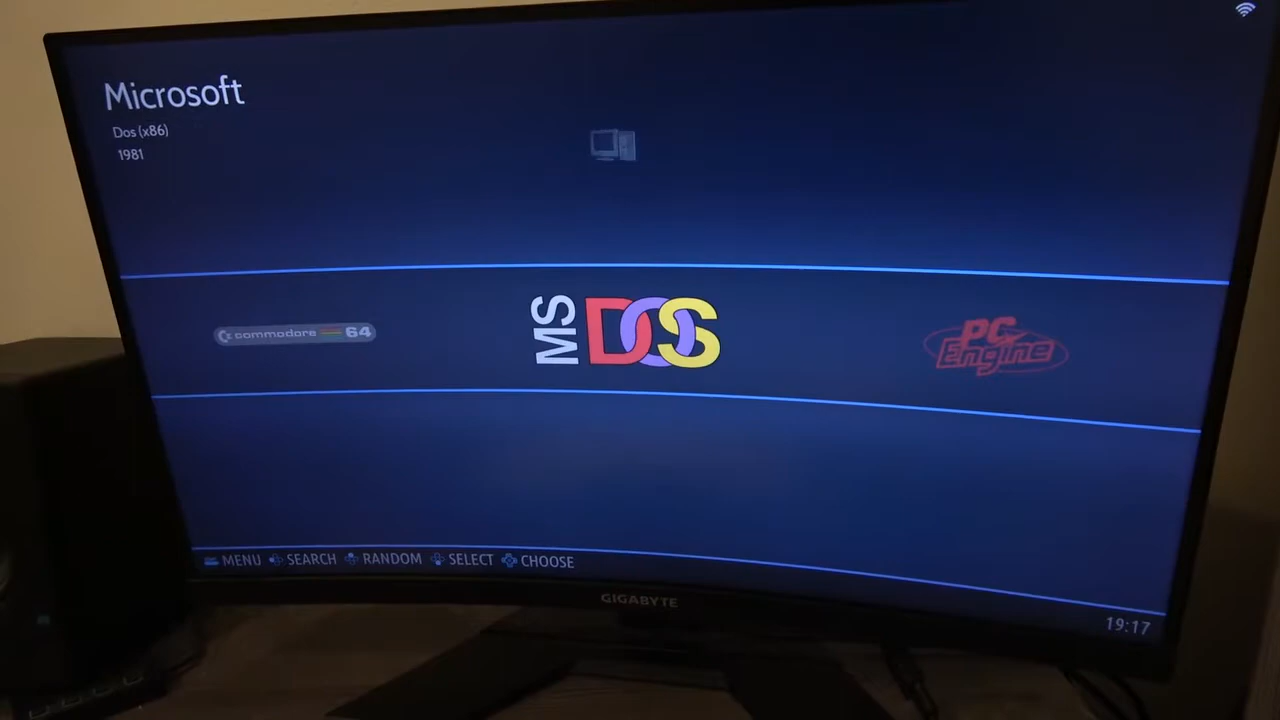 Microsoft
Dos (x86)
1981
commodore 64
MS DOS
PC Engine
MENU SEARCH RANDOM SELECT CHOOSE
GIGABYTE
19:17